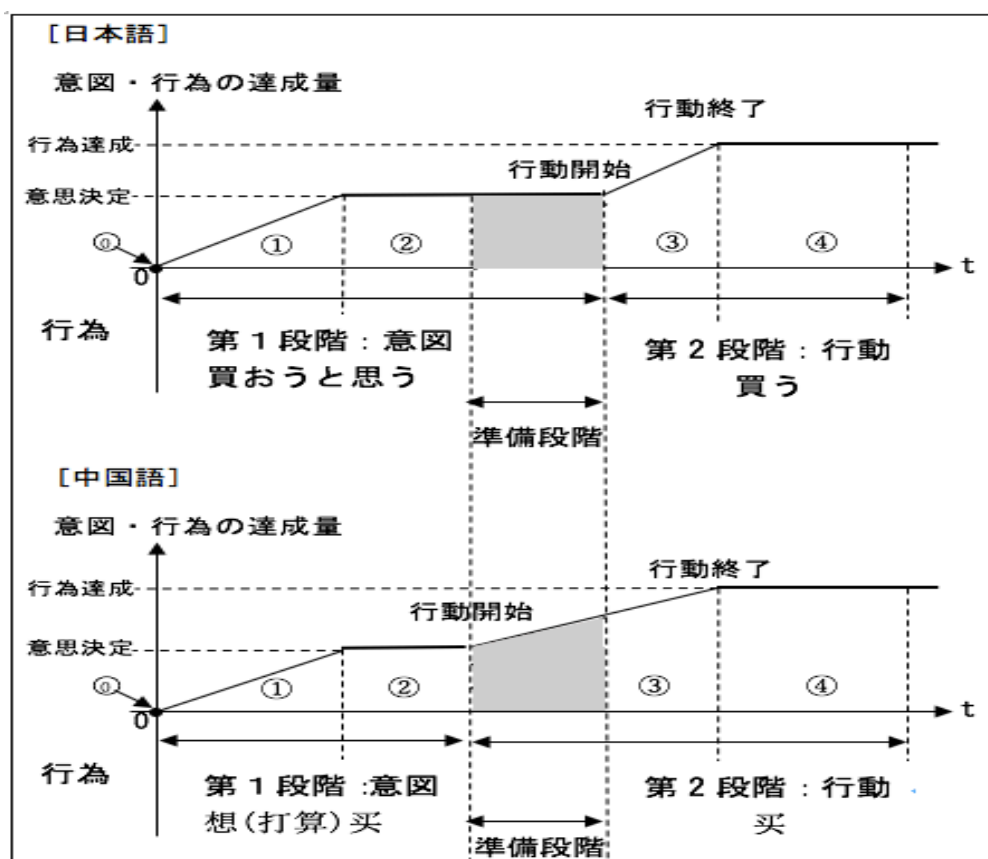 [日本語]
意図・行為の達成量
行動終了
行為達成
行動開始
意思決定
⓪
①
②
③
④
0
t
行為
第1段階：意図
買おうと思う
第2段階：行動
買う
準備段階
[中国語]
意図・行為の達成量
行動終了
行為達成
行動開始
意思決定
⓪
①
②
③
④
0
t
行為
第1段階:意図
想(打算)买
第2段階：行動
买
準備段階